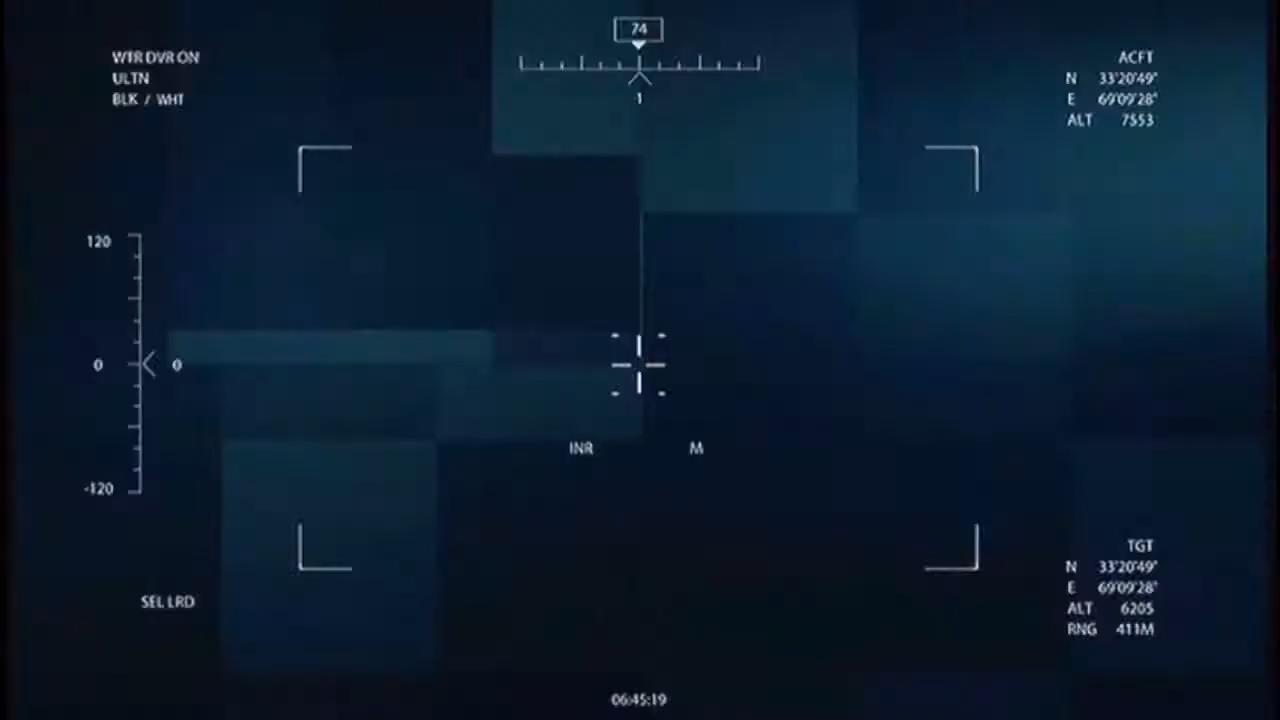 74
WTR DVR ON
ULTN
BLK / WHT
1
ACFT
N 33°20'49"
E 69°09'28"
ALT 7553
120
0
0
-120
INR M
SEL LRD
TGT
N 33°20'49"
E 69°09'28"
ALT 6205
RNG 411M
06:45:19